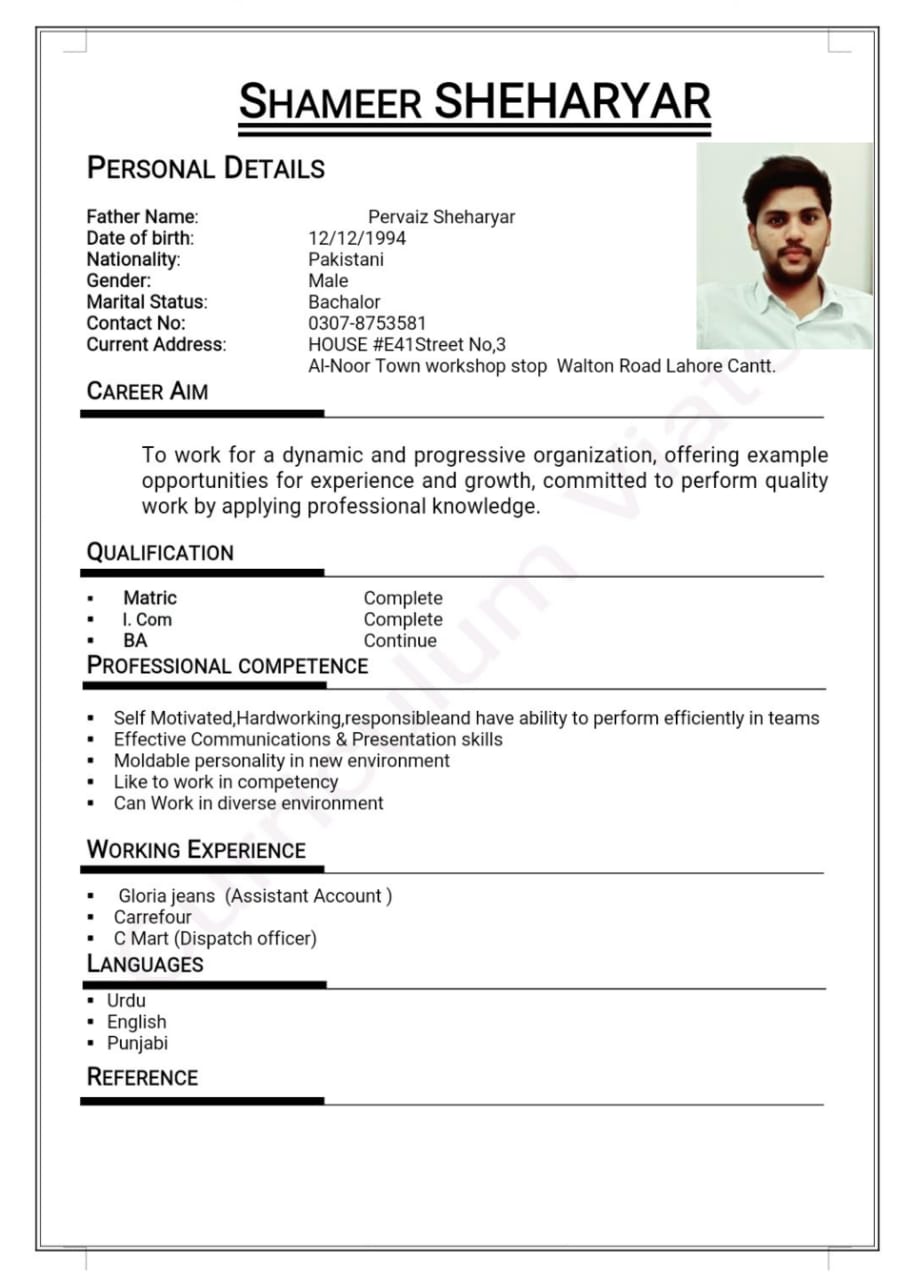 SHAMEER SHEHARYAR
PERSONAL DETAILS
Father Name: Pervaiz Sheharyar
Date of birth: 12/12/1994
Nationality: Pakistani
Gender: Male
Marital Status: Bachalor
Contact No: 0307-8753581
Current Address: HOUSE #E41Street No,3
Al-Noor Town workshop stop Walton Road Lahore Cantt.
CAREER AIM
To work for a dynamic and progressive organization, offering example
opportunities for experience and growth, committed to perform quality
work by applying professional knowledge.
QUALIFICATION
▪ Matric Complete
▪ I. Com Complete
▪ BA Continue
PROFESSIONAL COMPETENCE
▪ Self Motivated,Hardworking,responsibleand have ability to perform efficiently in teams
▪ Effective Communications & Presentation skills
▪ Moldable personality in new environment
▪ Like to work in competency
▪ Can Work in diverse environment
WORKING EXPERIENCE
▪ Gloria jeans (Assistant Account )
▪ Carrefour
▪ C Mart (Dispatch officer)
LANGUAGES
▪ Urdu
▪ English
▪ Punjabi
REFERENCE